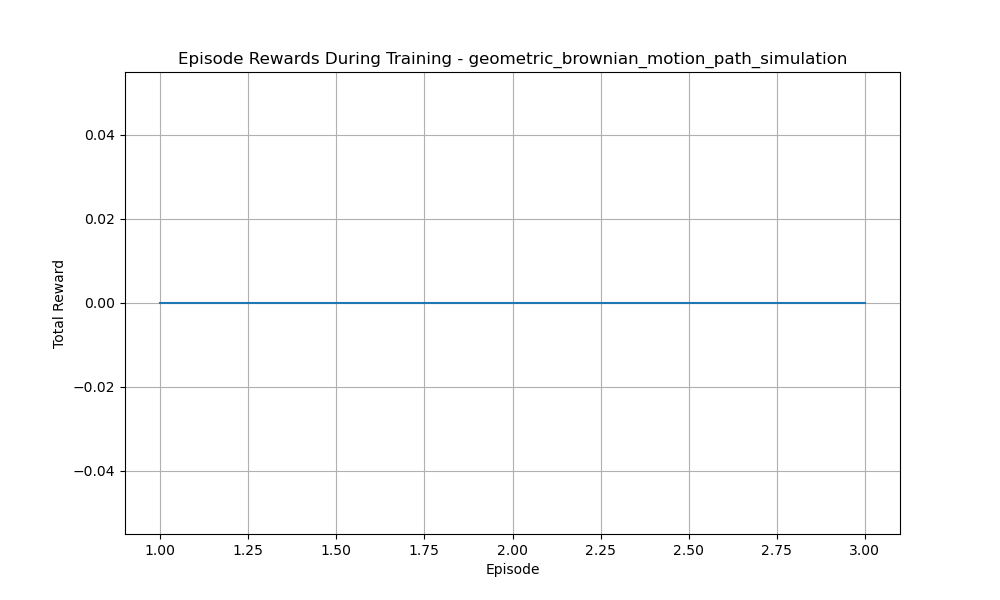 Episode Rewards During Training - geometric_brownian_motion_path_simulation
0.04
0.02
0.00
−0.02
−0.04
Total Reward
1.00 1.25 1.50 1.75 2.00 2.25 2.50 2.75 3.00
Episode